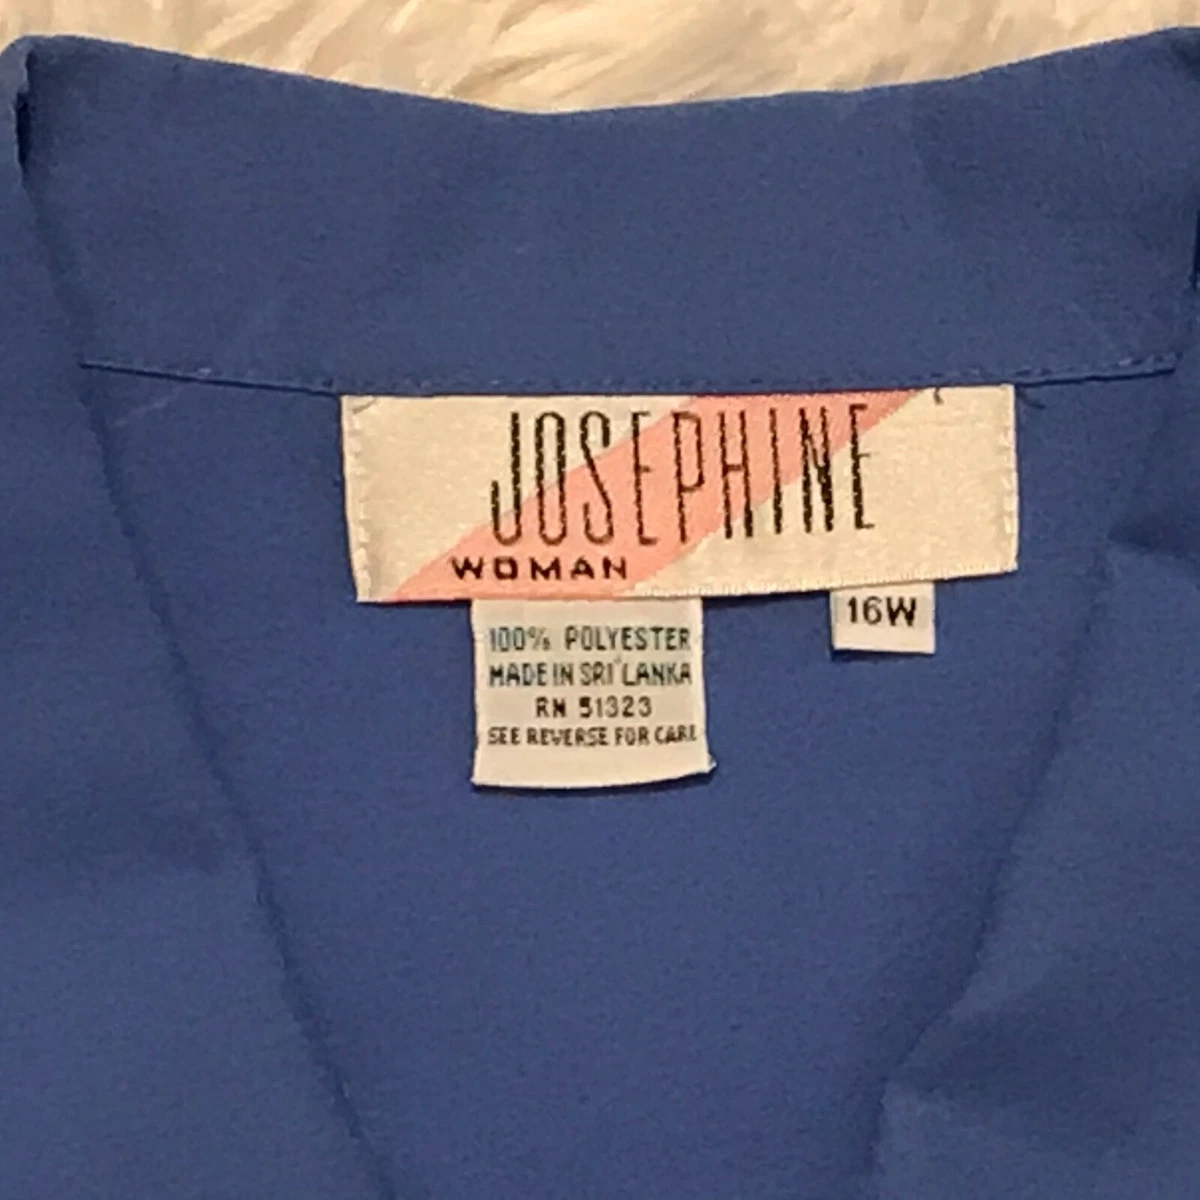 JOSEPHINE
WOMAN
16W
100% POLYESTER
MADE IN SRI LANKA
RN 51323
SEE REVERSE FOR CARE